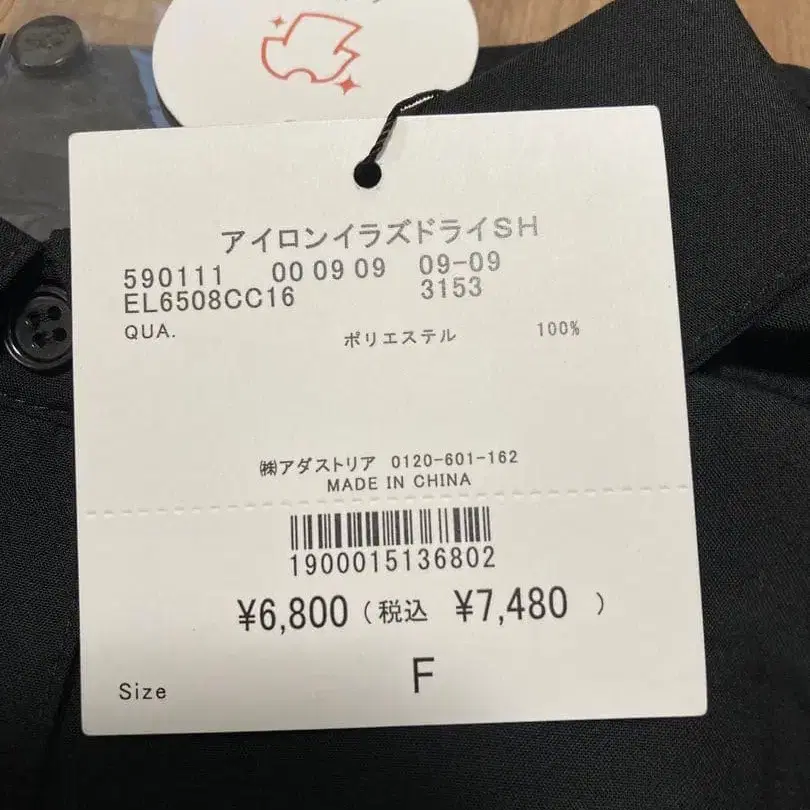 アイロンイラズドライSH
590111 00 09 09 09-09
EL6508CC16 3153
QUA. ポリエステル 100%
㈱アダストリア 0120-601-162
MADE IN CHINA
1900015136802
¥6,800(税込 ¥7,480 )
Size F